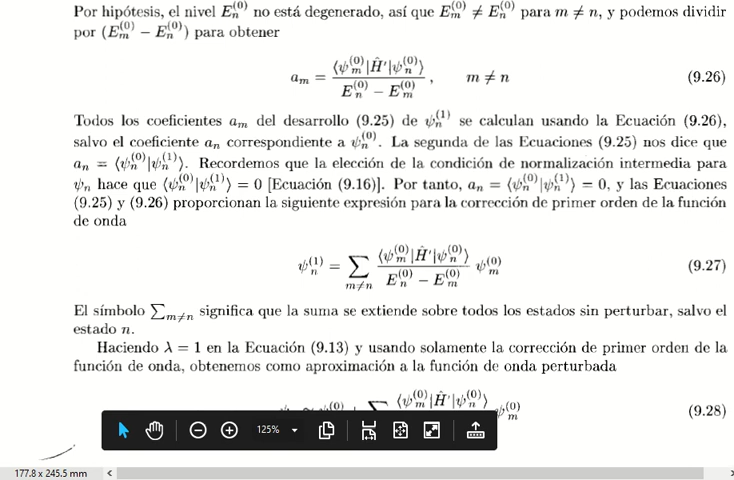 Por hipótesis, el nivel E_n^{(0)} no está degenerado, así que E_m^{(0)} ≠ E_n^{(0)} para m ≠ n, y podemos dividir
por (E_m^{(0)} − E_n^{(0)}) para obtener
a_m = ⟨ψ_m^{(0)}|Ĥ'|ψ_n^{(0)}⟩ / (E_n^{(0)} − E_m^{(0)}) , m ≠ n (9.26)
Todos los coeficientes a_m del desarrollo (9.25) de ψ_n^{(1)} se calculan usando la Ecuación (9.26),
salvo el coeficiente a_n correspondiente a ψ_n^{(0)}. La segunda de las Ecuaciones (9.25) nos dice que
a_n = ⟨ψ_n^{(0)}|ψ_n^{(1)}⟩. Recordemos que la elección de la condición de normalización intermedia para
ψ_n hace que ⟨ψ_n^{(0)}|ψ_n^{(1)}⟩ = 0 [Ecuación (9.16)]. Por tanto, a_n = ⟨ψ_n^{(0)}|ψ_n^{(1)}⟩ = 0, y las Ecuaciones
(9.25) y (9.26) proporcionan la siguiente expresión para la corrección de primer orden de la función
de onda
ψ_n^{(1)} = ∑_{m≠n} ⟨ψ_m^{(0)}|Ĥ'|ψ_n^{(0)}⟩ / (E_n^{(0)} − E_m^{(0)}) ψ_m^{(0)} (9.27)
El símbolo ∑_{m≠n} significa que la suma se extiende sobre todos los estados sin perturbar, salvo el
estado n.
Haciendo λ = 1 en la Ecuación (9.13) y usando solamente la corrección de primer orden de la
función de onda, obtenemos como aproximación a la función de onda perturbada
⟨ψ_m^{(0)}|Ĥ'|ψ_n^{(0)}⟩ ψ_m^{(0)} (9.28)
125%
177.8 x 245.5 mm